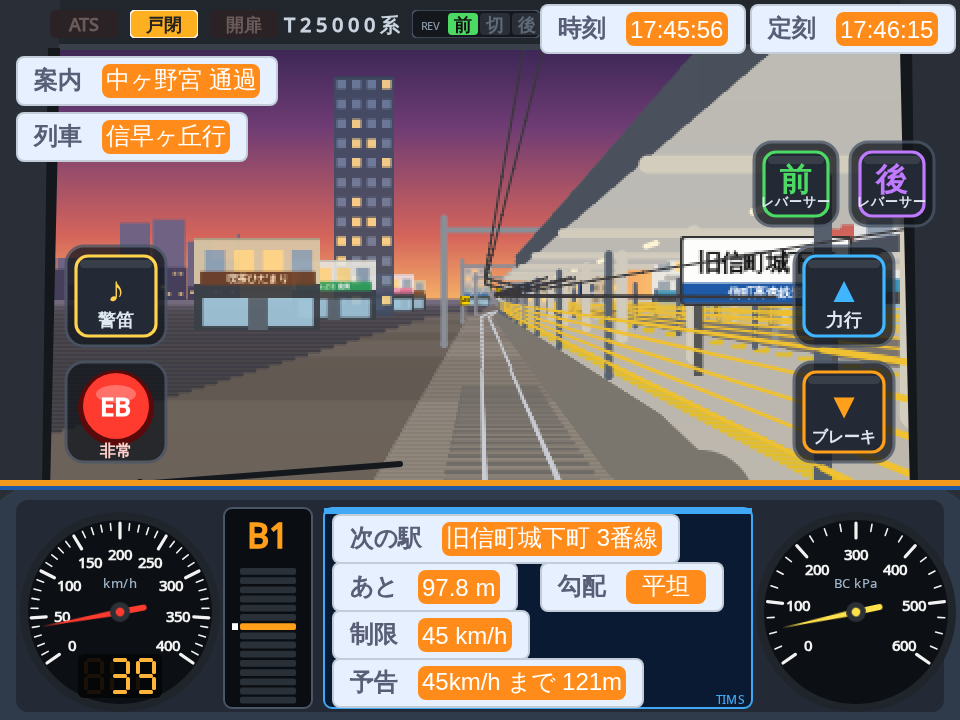 ATS 戸閉 開扉 T25000系 REV 前 切 後
時刻 17:45:56
定刻 17:46:15
案内 中ヶ野宮 通過
列車 信早ヶ丘行
前 レバーサー
後 レバーサー
喫茶ひだまり
旧信町城
♪ 警笛
▲ 力行
EB 非常
▼ ブレーキ
0 50 100 150 200 250 300 350 400
km/h
39
B1
次の駅 旧信町城下町 3番線
あと 97.8 m
勾配 平坦
制限 45 km/h
予告 45km/h まで 121m
TIMS
0 100 200 300 400 500 600
BC kPa